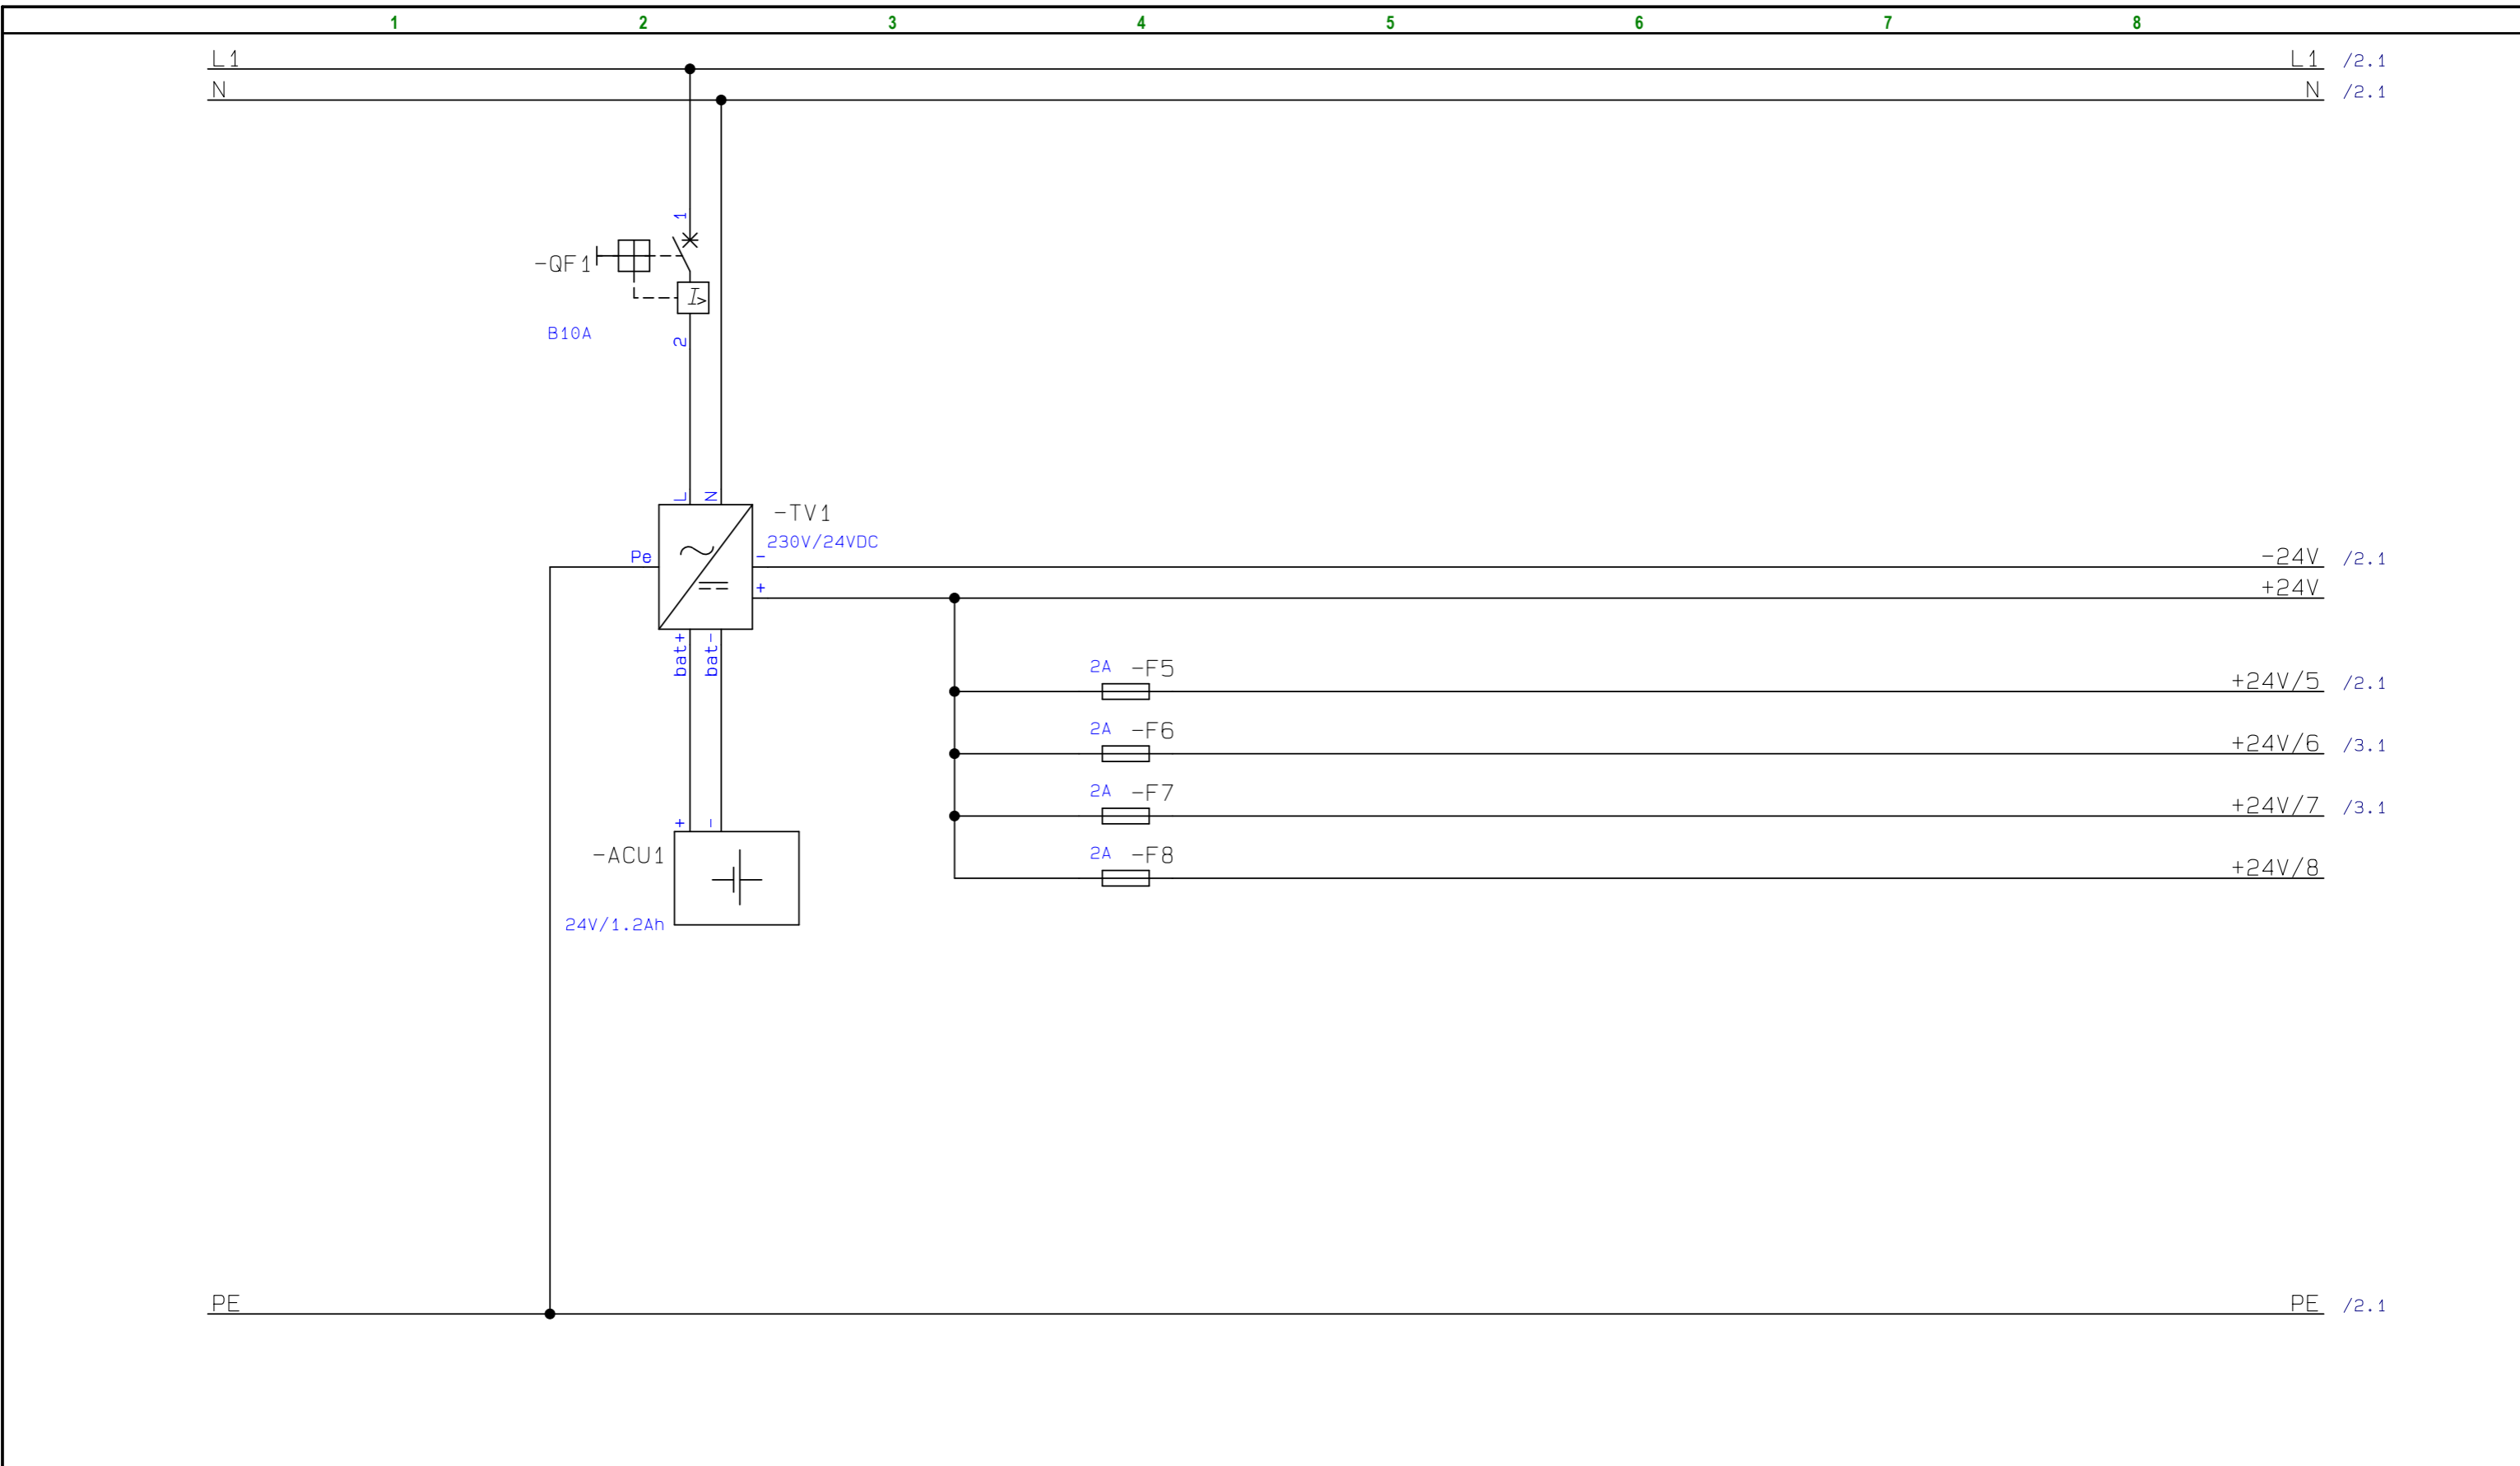 1 2 3 4 5 6 7 8
L1 L1 /2.1
N N /2.1
1
-QF1
I>
B10A
2
L N
-TV1
230V/24VDC
Pe - -24V /2.1
+ +24V
bat+ bat-
2A -F5 +24V/5 /2.1
2A -F6 +24V/6 /3.1
2A -F7 +24V/7 /3.1
+ -
-ACU1 2A -F8 +24V/8
24V/1.2Ah
PE PE /2.1